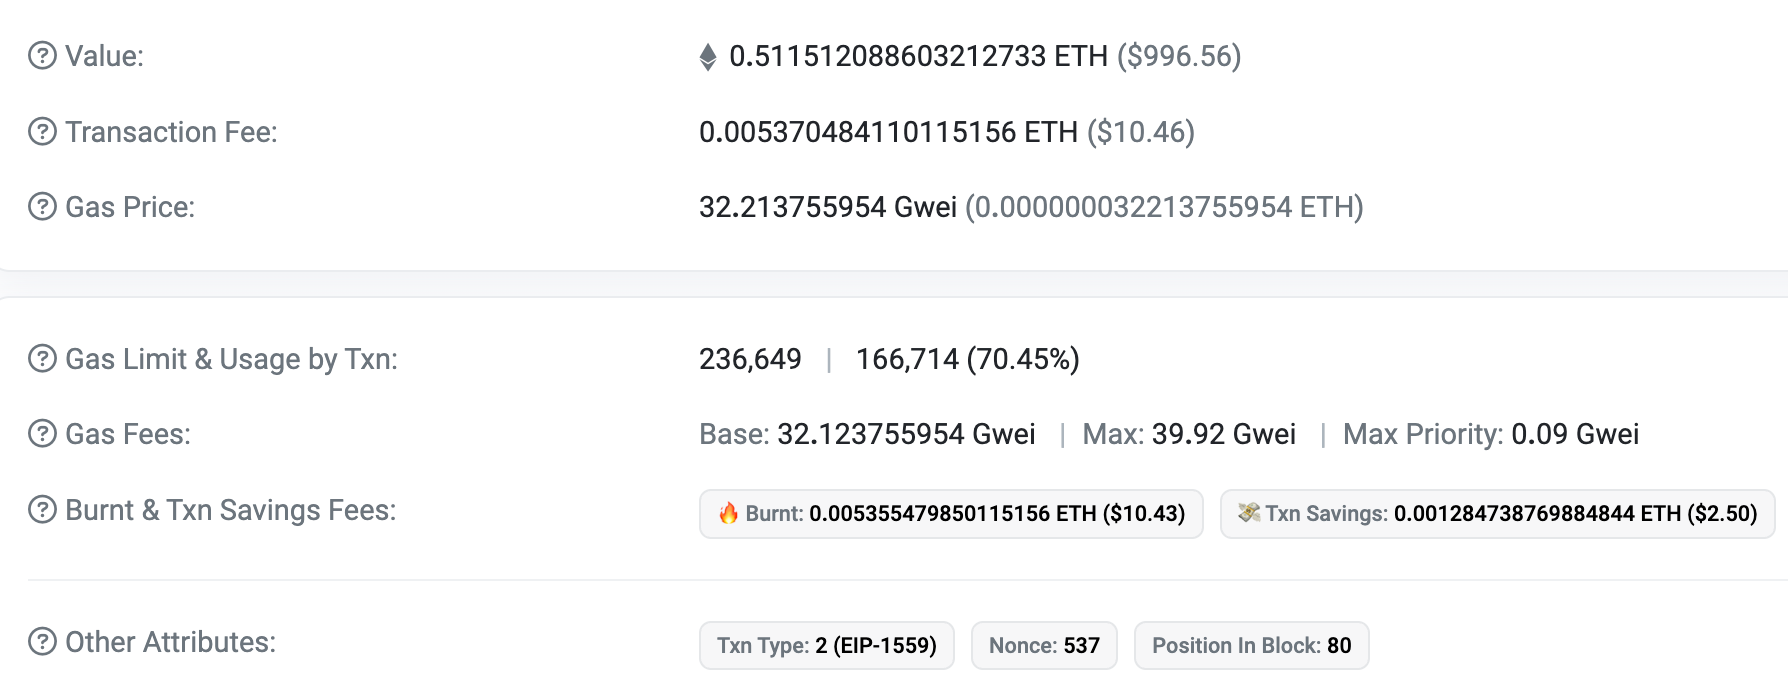 Value: 0.511512088603212733 ETH ($996.56)
Transaction Fee: 0.005370484110115156 ETH ($10.46)
Gas Price: 32.213755954 Gwei (0.000000032213755954 ETH)
Gas Limit & Usage by Txn: 236,649 | 166,714 (70.45%)
Gas Fees: Base: 32.123755954 Gwei | Max: 39.92 Gwei | Max Priority: 0.09 Gwei
Burnt & Txn Savings Fees: 🔥 Burnt: 0.005355479850115156 ETH ($10.43) 💸 Txn Savings: 0.001284738769884844 ETH ($2.50)
Other Attributes: Txn Type: 2 (EIP-1559) Nonce: 537 Position In Block: 80